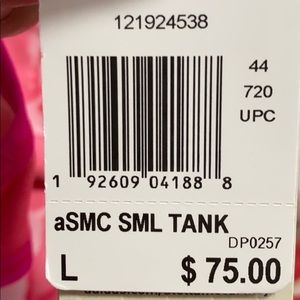 121924538
44
720
UPC
1 92609 04188 8
aSMC SML TANK
DP0257
L $ 75.00